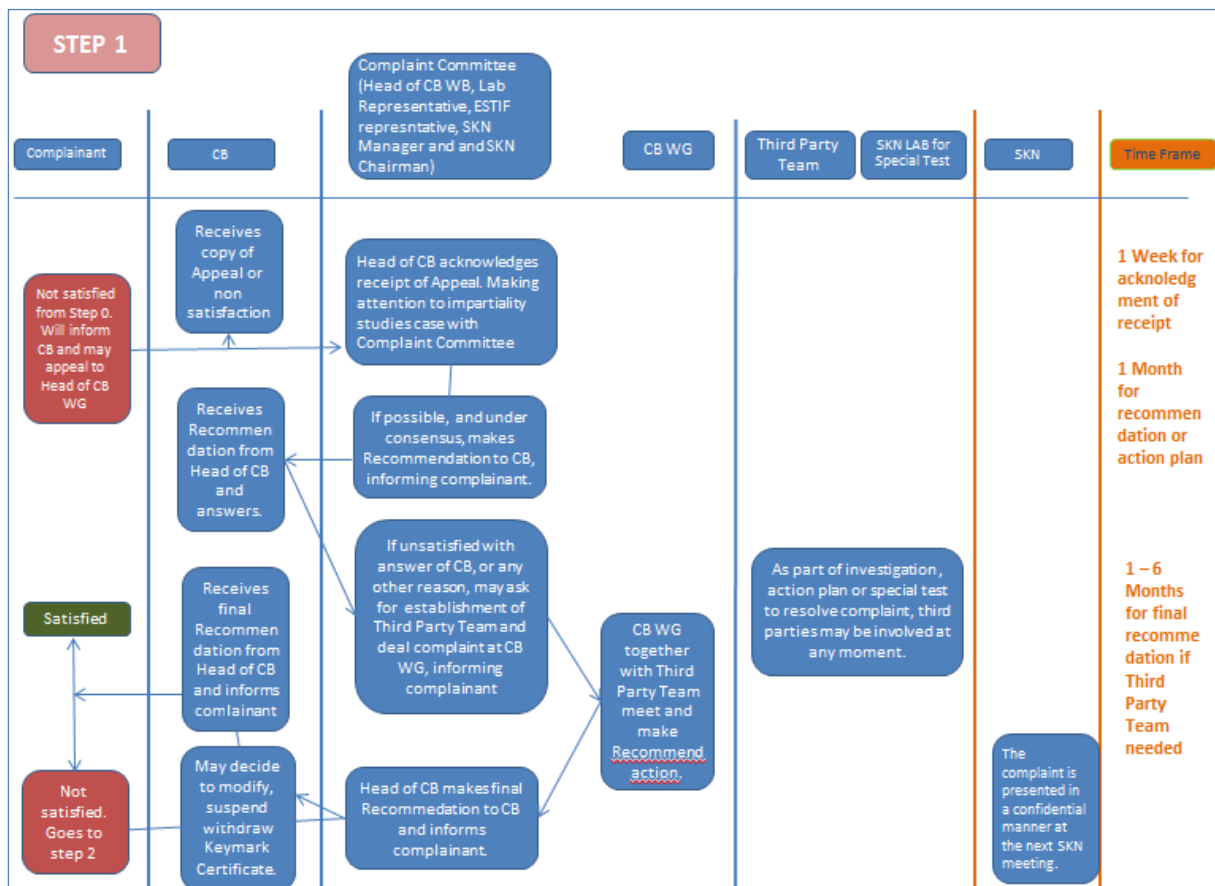 STEP 1
Complainant
CB
Complaint Committee
(Head of CB WB, Lab
Representative, ESTIF
represntative, SKN
Manager and and SKN
Chairman)
CB WG
Third Party
Team
SKN LAB for
Special Test
SKN
Time Frame
Not satisfied
from Step 0.
Will inform
CB and may
appeal to
Head of CB
WG
Receives
copy of
Appeal or
non
satisfaction
Head of CB acknowledges
receipt of Appeal. Making
attention to impartiality
studies case with
Complaint Committee
1 Week for
acknoledg
ment of
receipt
1 Month
for
recommen
dation or
action plan
Receives
Recommen
dation from
Head of CB
and
answers.
If possible, and under
consensus, makes
Recommendation to CB,
informing complainant.
If unsatisfied with
answer of CB, or any
other reason, may ask
for establishment of
Third Party Team and
deal complaint at CB
WG, informing
complainant
As part of investigation,
action plan or special test
to resolve complaint, third
parties may be involved at
any moment.
1 – 6
Months
for final
recomme
dation if
Third
Party
Team
needed
Satisfied
Receives
final
Recommen
dation from
Head of CB
and informs
comlainant
CB WG
together
with Third
Party Team
meet and
make
Recommend
action.
Not
satisfied.
Goes to
step 2
May decide
to modify,
suspend
withdraw
Keymark
Certificate.
Head of CB makes final
Recommedation to CB
and informs
complainant.
The
complaint is
presented in
a confidential
manner at
the next SKN
meeting.